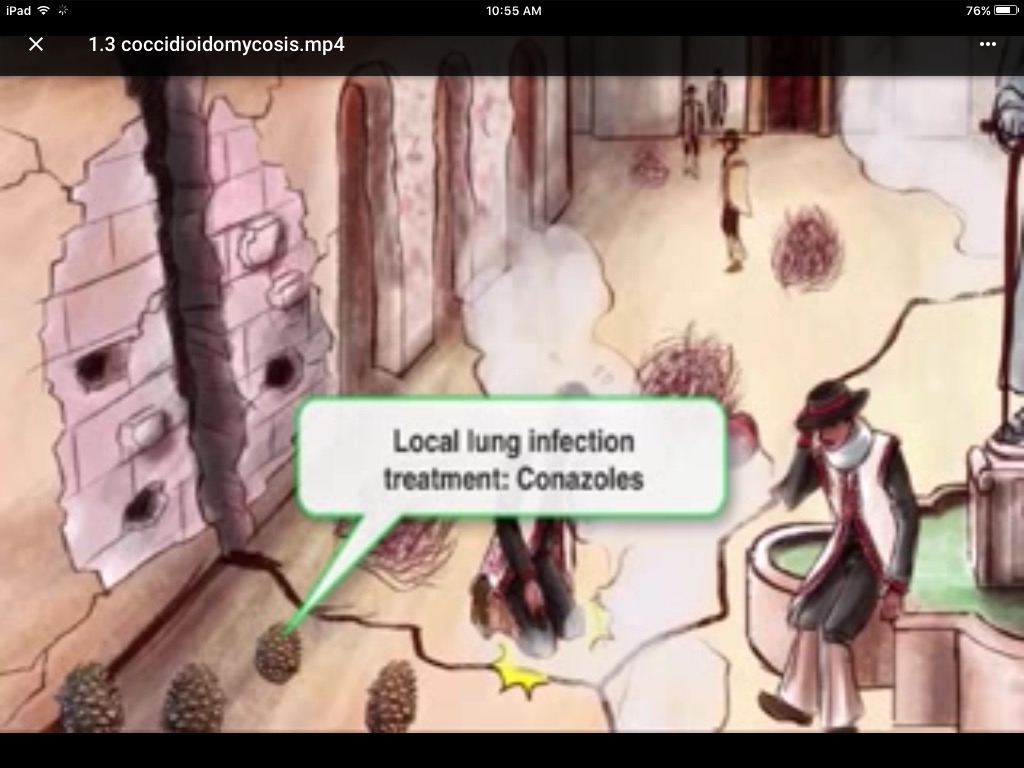 iPad
10:55 AM
76%
1.3 coccidioidomycosis.mp4
Local lung infection
treatment: Conazoles